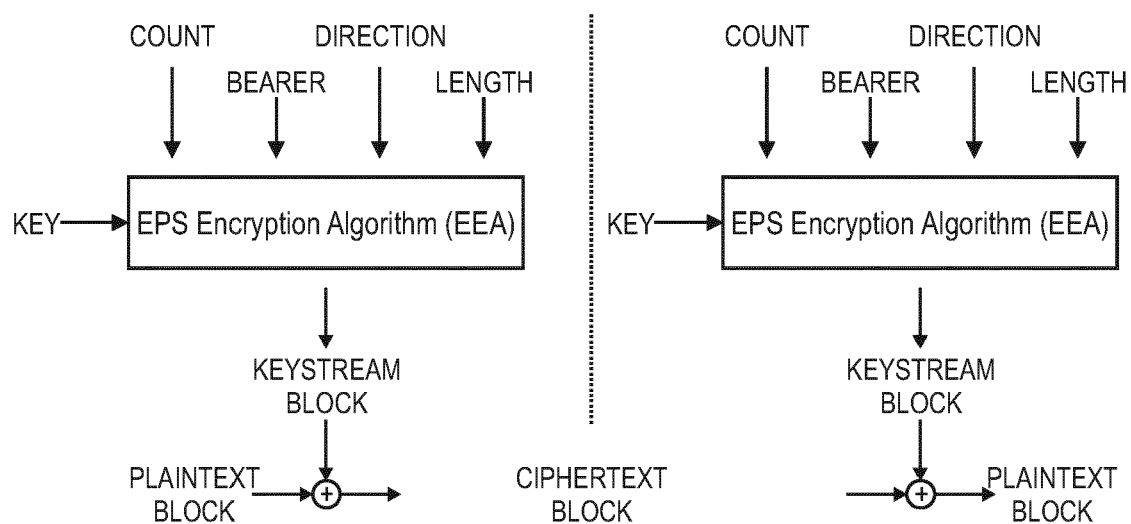 COUNT DIRECTION COUNT DIRECTION
BEARER LENGTH BEARER LENGTH
KEY EPS Encryption Algorithm (EEA) KEY EPS Encryption Algorithm (EEA)
KEYSTREAM KEYSTREAM
BLOCK BLOCK
PLAINTEXT CIPHERTEXT PLAINTEXT
BLOCK BLOCK BLOCK